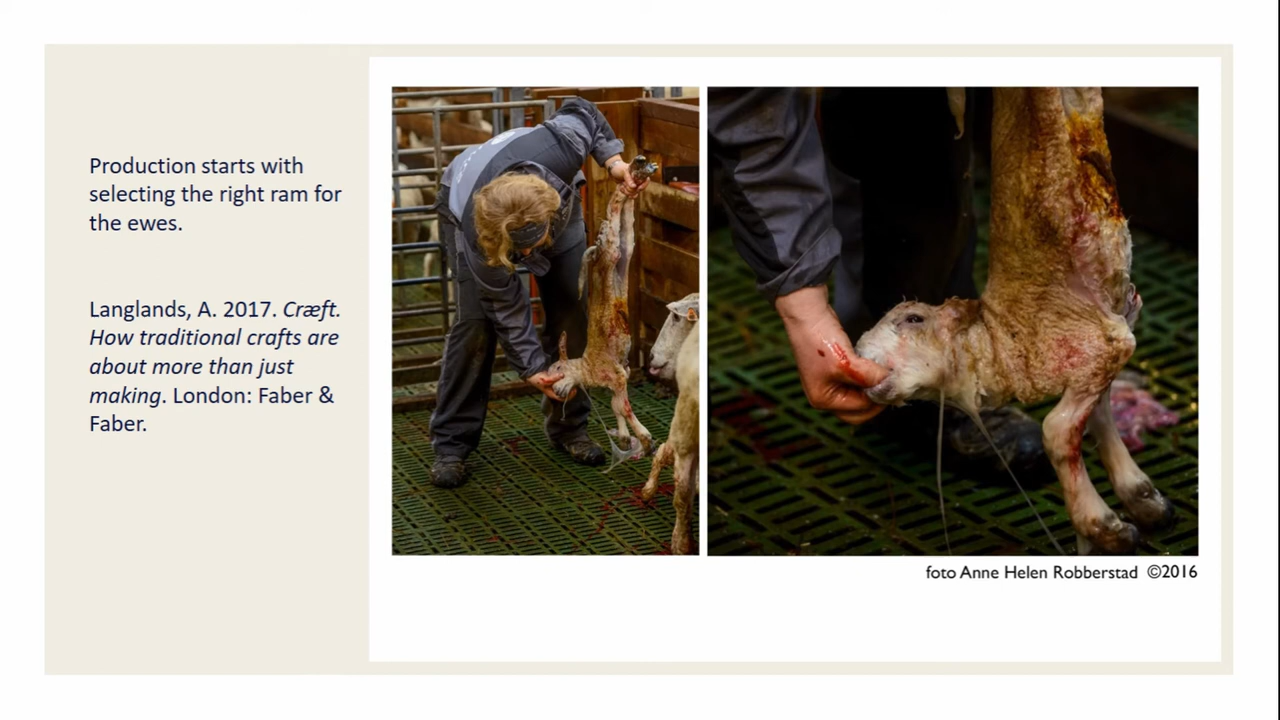 Production starts with
selecting the right ram for
the ewes.
Langlands, A. 2017. Cræft.
How traditional crafts are
about more than just
making. London: Faber &
Faber.
foto Anne Helen Robberstad ©2016